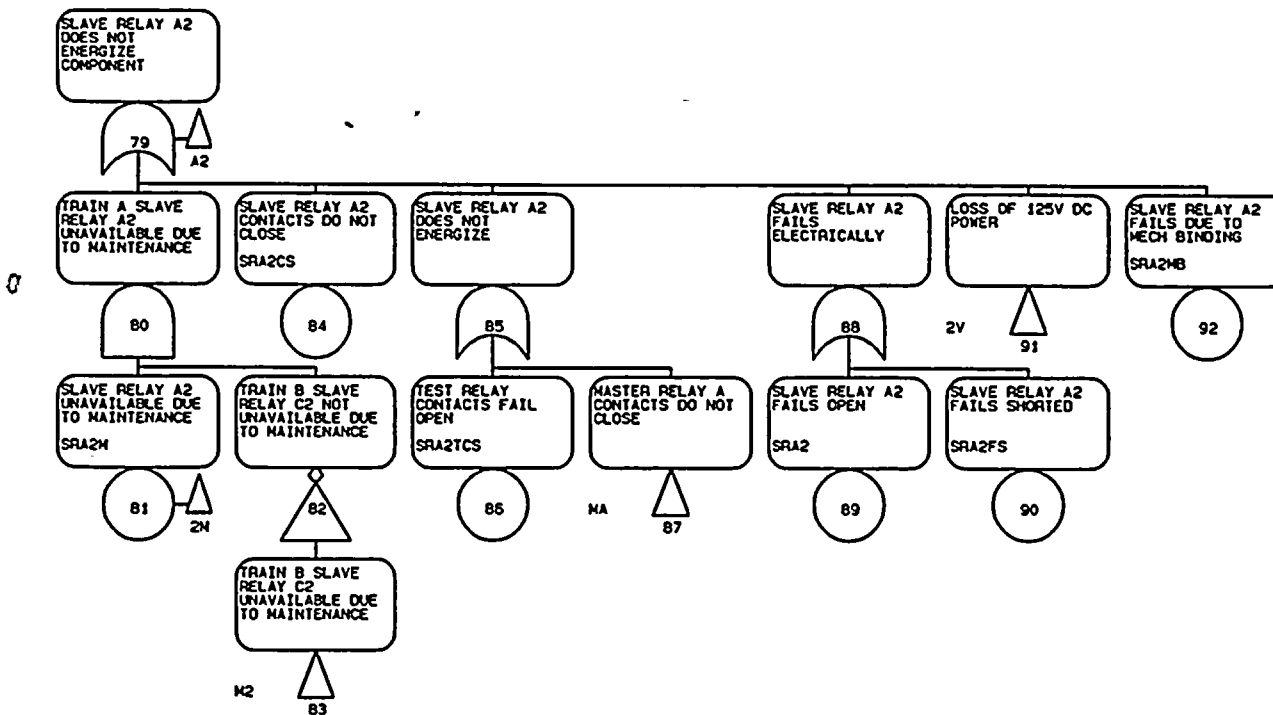 SLAVE RELAY A2
DOES NOT
ENERGIZE
COMPONENT
79
A2
TRAIN A SLAVE
RELAY A2
UNAVAILABLE DUE
TO MAINTENANCE
SLAVE RELAY A2
CONTACTS DO NOT
CLOSE
SRA2CS
SLAVE RELAY A2
DOES NOT
ENERGIZE
SLAVE RELAY A2
FAILS
ELECTRICALLY
LOSS OF 125V DC
POWER
SLAVE RELAY A2
FAILS DUE TO
MECH BINDING
SRA2MB
80
84
85
88
2V
91
92
SLAVE RELAY A2
UNAVAILABLE DUE
TO MAINTENANCE
SRA2M
TRAIN B SLAVE
RELAY C2 NOT
UNAVAILABLE DUE
TO MAINTENANCE
TEST RELAY
CONTACTS FAIL
OPEN
SRA2TCS
MASTER RELAY A
CONTACTS DO NOT
CLOSE
SLAVE RELAY A2
FAILS OPEN
SRA2
SLAVE RELAY A2
FAILS SHORTED
SRA2FS
81
2M
82
86
MA
87
89
90
TRAIN B SLAVE
RELAY C2
UNAVAILABLE DUE
TO MAINTENANCE
M2
83